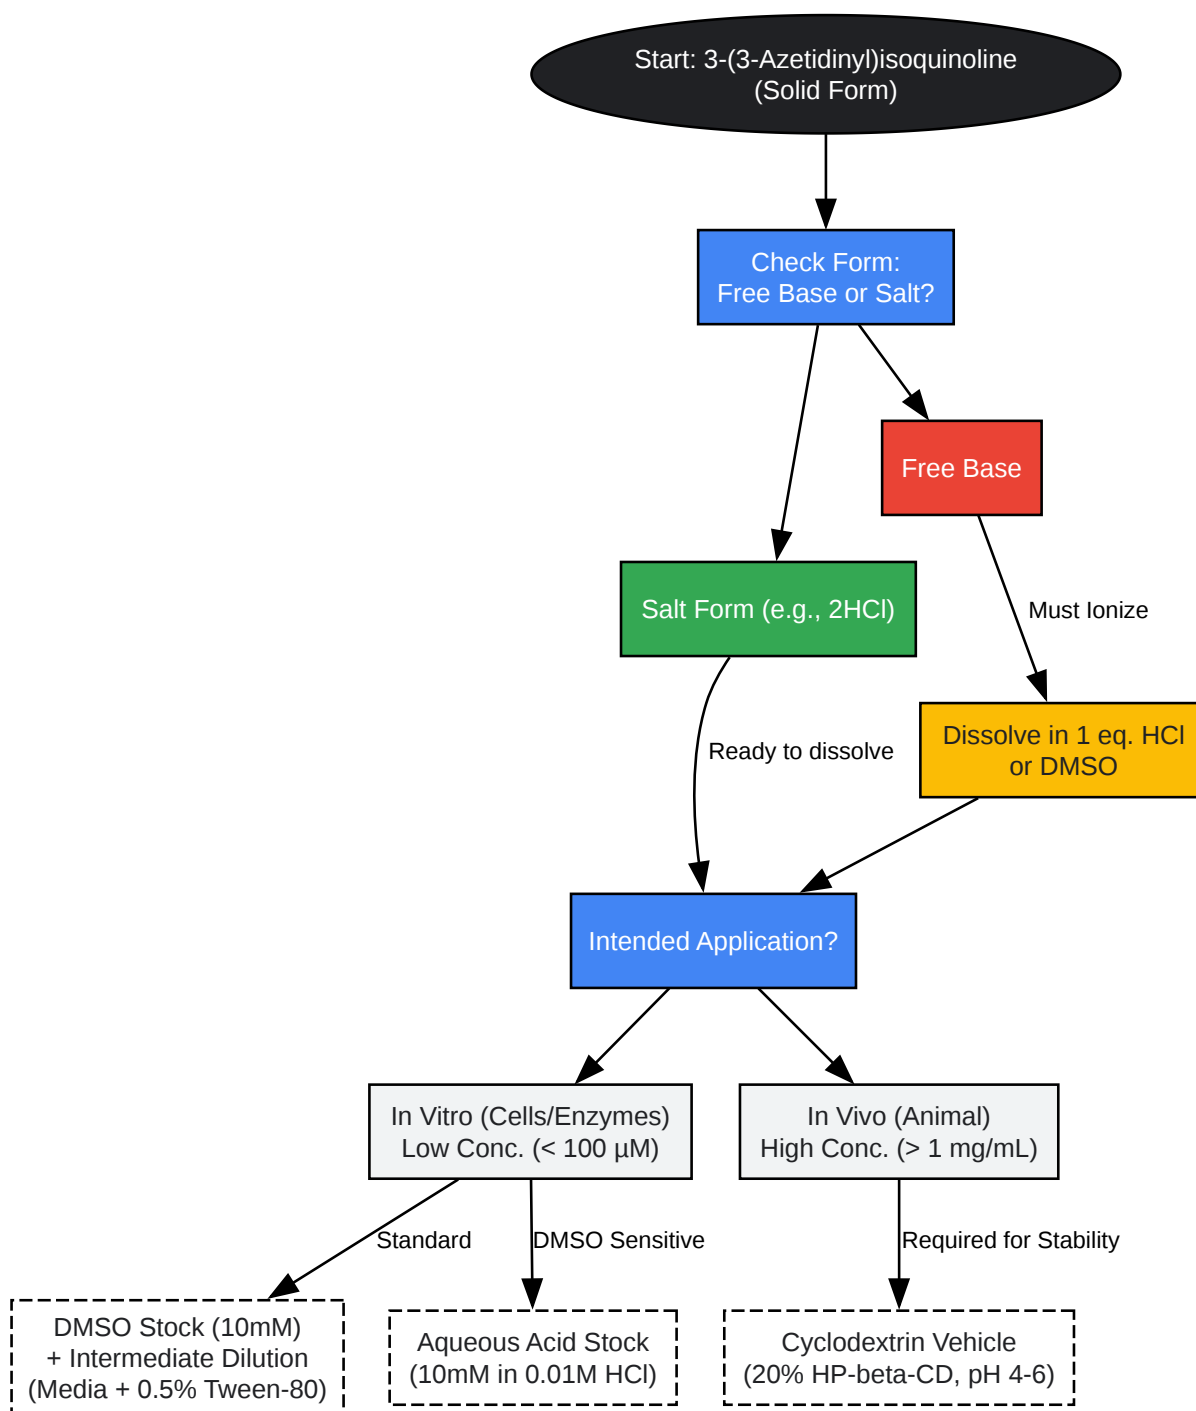 Start: 3-(3-Azetidinyl)isoquinoline
(Solid Form)
Check Form:
Free Base or Salt?
Free Base
Salt Form (e.g., 2HCl)
Must Ionize
Ready to dissolve
Dissolve in 1 eq. HCl
or DMSO
Intended Application?
In Vitro (Cells/Enzymes)
Low Conc. (< 100 µM)
In Vivo (Animal)
High Conc. (> 1 mg/mL)
Standard
DMSO Sensitive
Required for Stability
DMSO Stock (10mM)
+ Intermediate Dilution
(Media + 0.5% Tween-80)
Aqueous Acid Stock
(10mM in 0.01M HCl)
Cyclodextrin Vehicle
(20% HP-beta-CD, pH 4-6)